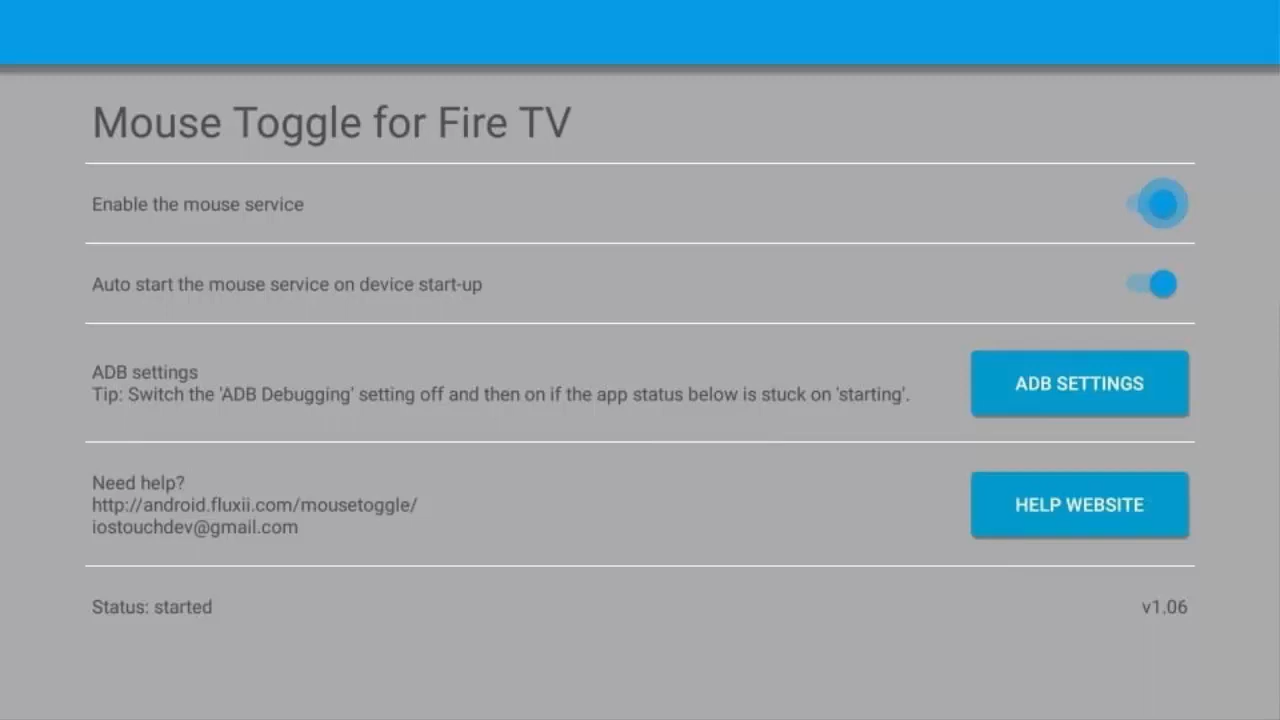 Mouse Toggle for Fire TV
Enable the mouse service
Auto start the mouse service on device start-up
ADB settings
Tip: Switch the 'ADB Debugging' setting off and then on if the app status below is stuck on 'starting'.
ADB SETTINGS
Need help?
http://android.fluxii.com/mousetoggle/
iostouchdev@gmail.com
HELP WEBSITE
Status: started
v1.06